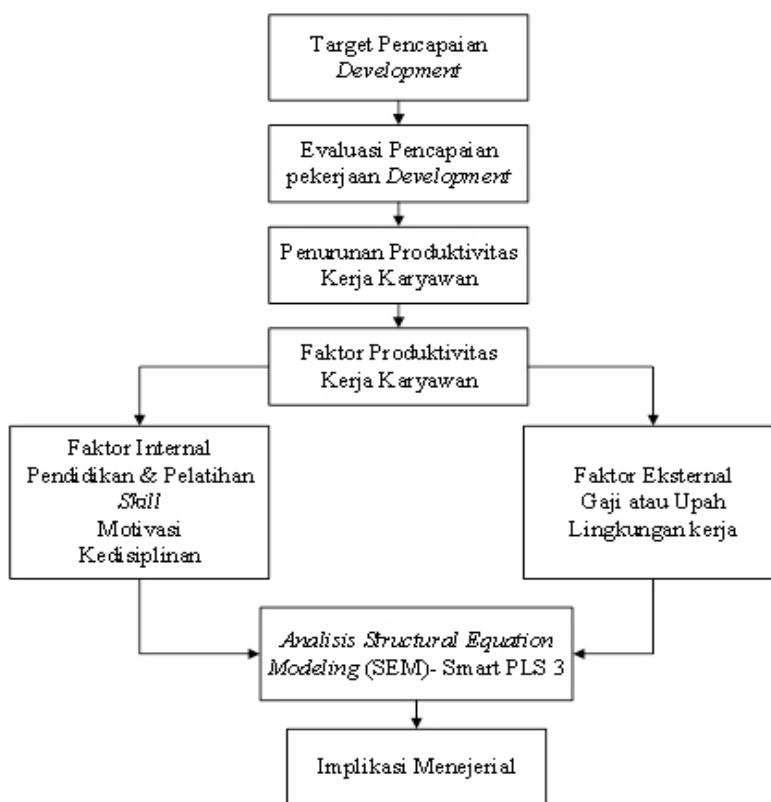 Target Pencapaian
Development
Evaluasi Pencapaian
pekerjaan Development
Penurunan Produktivitas
Kerja Karyawan
Faktor Produktivitas
Kerja Karyawan
Faktor Internal
Pendidikan & Pelatihan
Skill
Motivasi
Kedisiplinan
Faktor Eksternal
Gaji atau Upah
Lingkungan kerja
Analisis Structural Equation
Modeling (SEM)- Smart PLS 3
Implikasi Menejerial